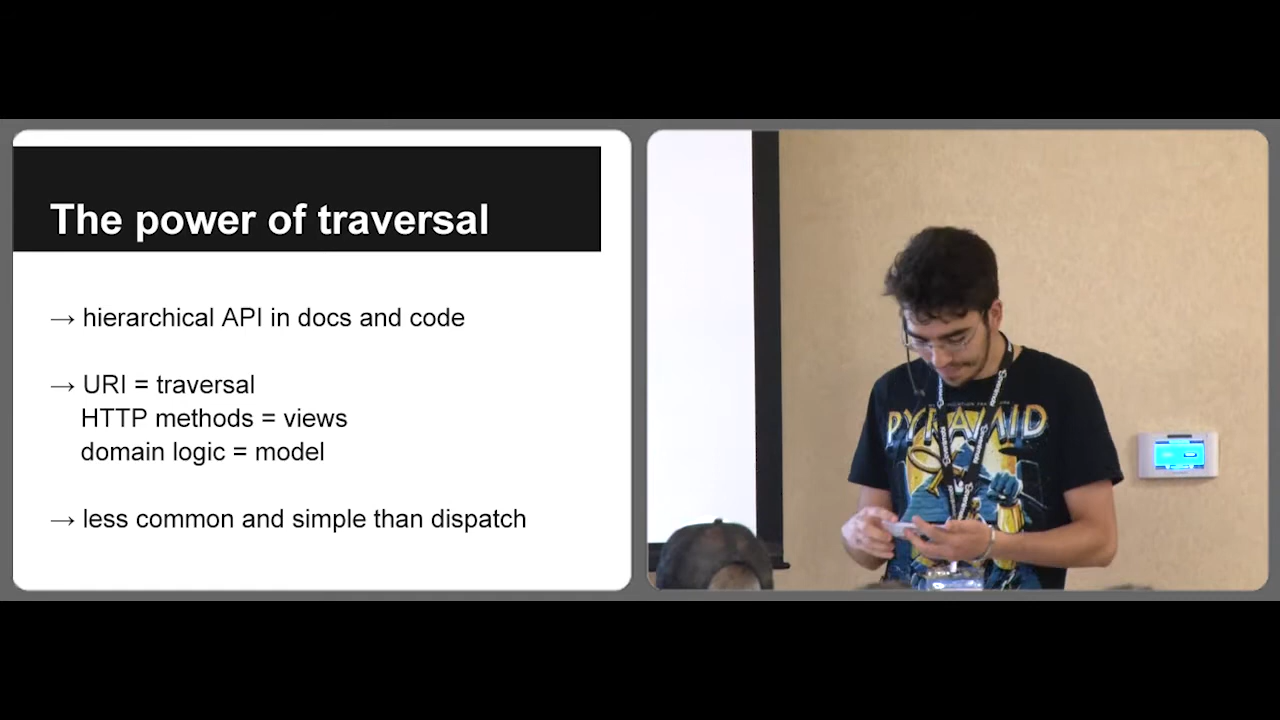 The power of traversal
→ hierarchical API in docs and code
→ URI = traversal
HTTP methods = views
domain logic = model
→ less common and simple than dispatch
PYRAMID